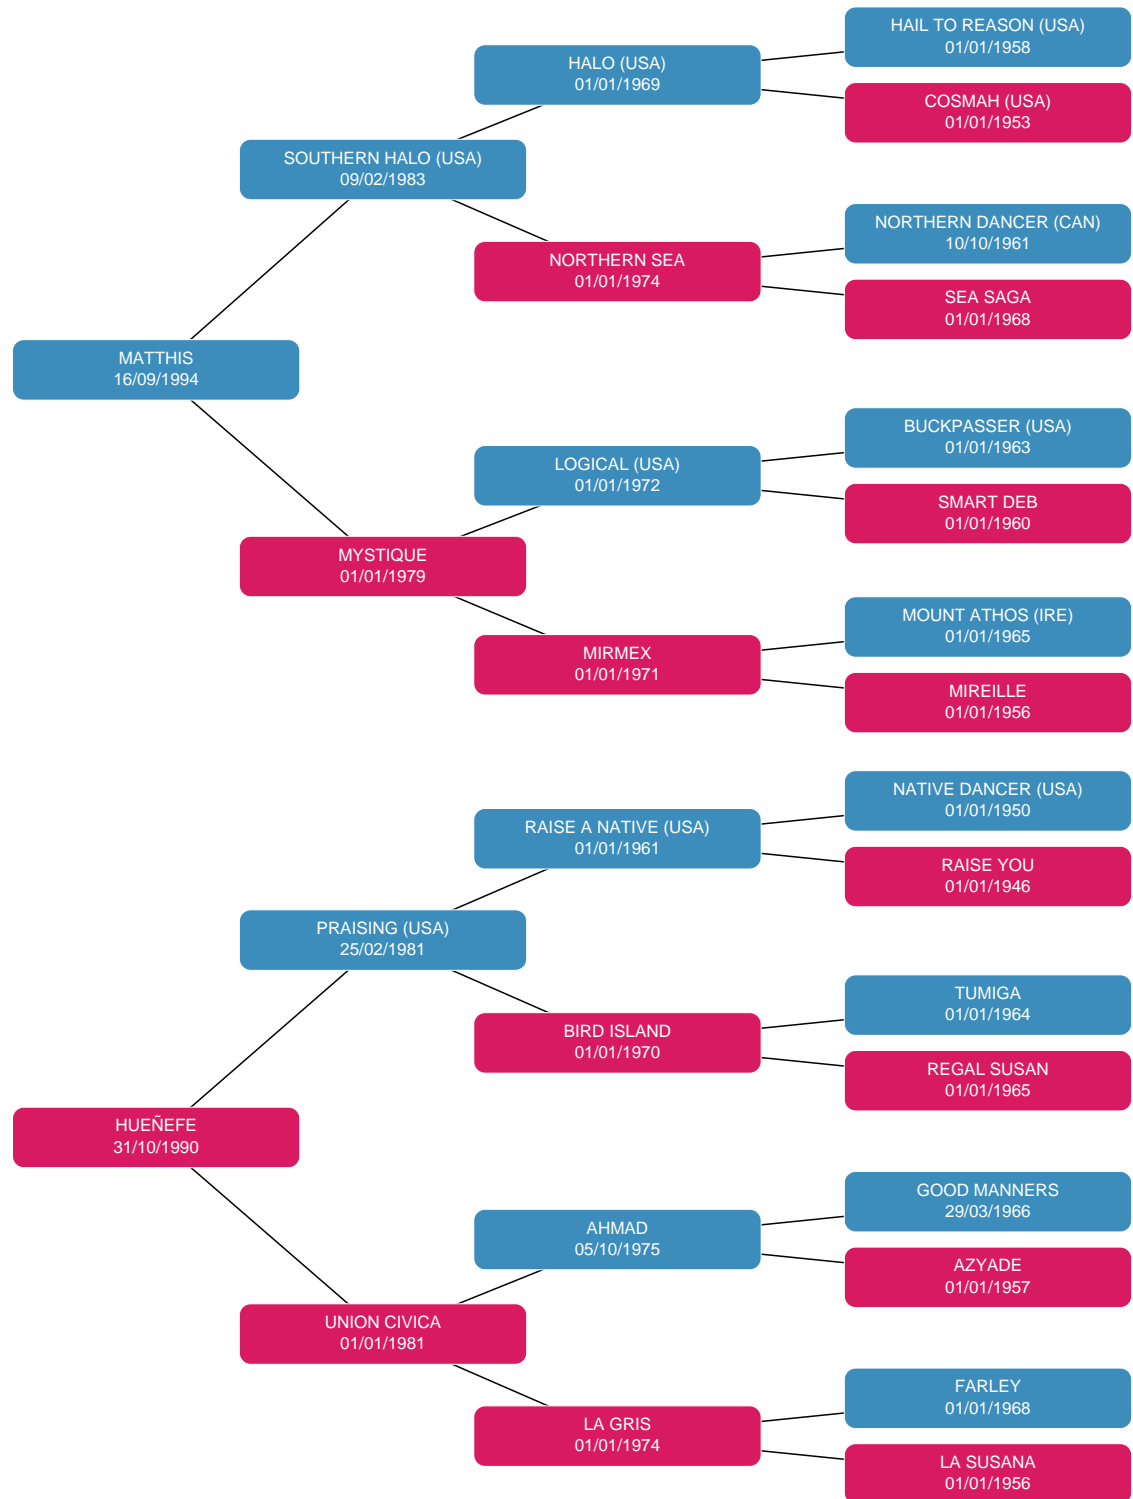 HAIL TO REASON (USA)
01/01/1958
HALO (USA)
01/01/1969
COSMAH (USA)
01/01/1953
SOUTHERN HALO (USA)
09/02/1983
NORTHERN DANCER (CAN)
10/10/1961
NORTHERN SEA
01/01/1974
SEA SAGA
01/01/1968
MATTHIS
16/09/1994
BUCKPASSER (USA)
01/01/1963
LOGICAL (USA)
01/01/1972
SMART DEB
01/01/1960
MYSTIQUE
01/01/1979
MOUNT ATHOS (IRE)
01/01/1965
MIRMEX
01/01/1971
MIREILLE
01/01/1956
NATIVE DANCER (USA)
01/01/1950
RAISE A NATIVE (USA)
01/01/1961
RAISE YOU
01/01/1946
PRAISING (USA)
25/02/1981
TUMIGA
01/01/1964
BIRD ISLAND
01/01/1970
REGAL SUSAN
01/01/1965
HUEÑEFE
31/10/1990
GOOD MANNERS
29/03/1966
AHMAD
05/10/1975
AZYADE
01/01/1957
UNION CIVICA
01/01/1981
FARLEY
01/01/1968
LA GRIS
01/01/1974
LA SUSANA
01/01/1956